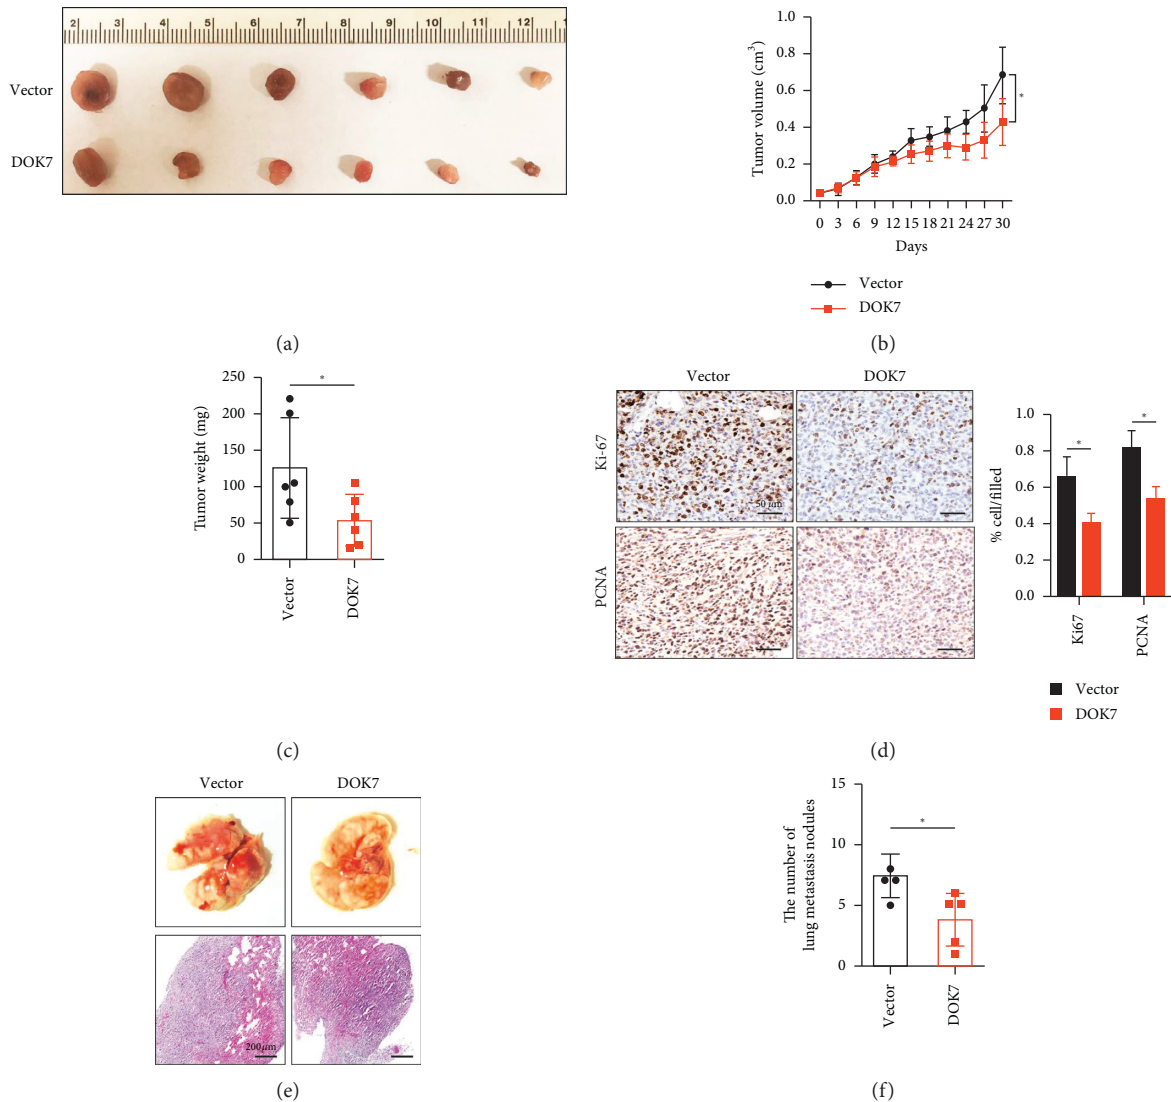 2 3 4 5 6 7 8 9 10 11 12 1
Vector
DOK7
(a)
1.0
0.8
0.6
0.4
0.2
0.0
Tumor volume (cm3)
*
0 3 6 9 12 15 18 21 24 27 30
Days
Vector
DOK7
(b)
250
200
150
100
50
0
Tumor weight (mg)
*
Vector
DOK7
(c)
Vector DOK7
Ki-67
50 μm
PCNA
1.0
0.8
0.6
0.4
0.2
0.0
% cell/filled
*
*
Ki67
PCNA
Vector
DOK7
(d)
Vector DOK7
200 μm
(e)
15
10
5
0
The number of
lung metastasis nodules
*
Vector
DOK7
(f)